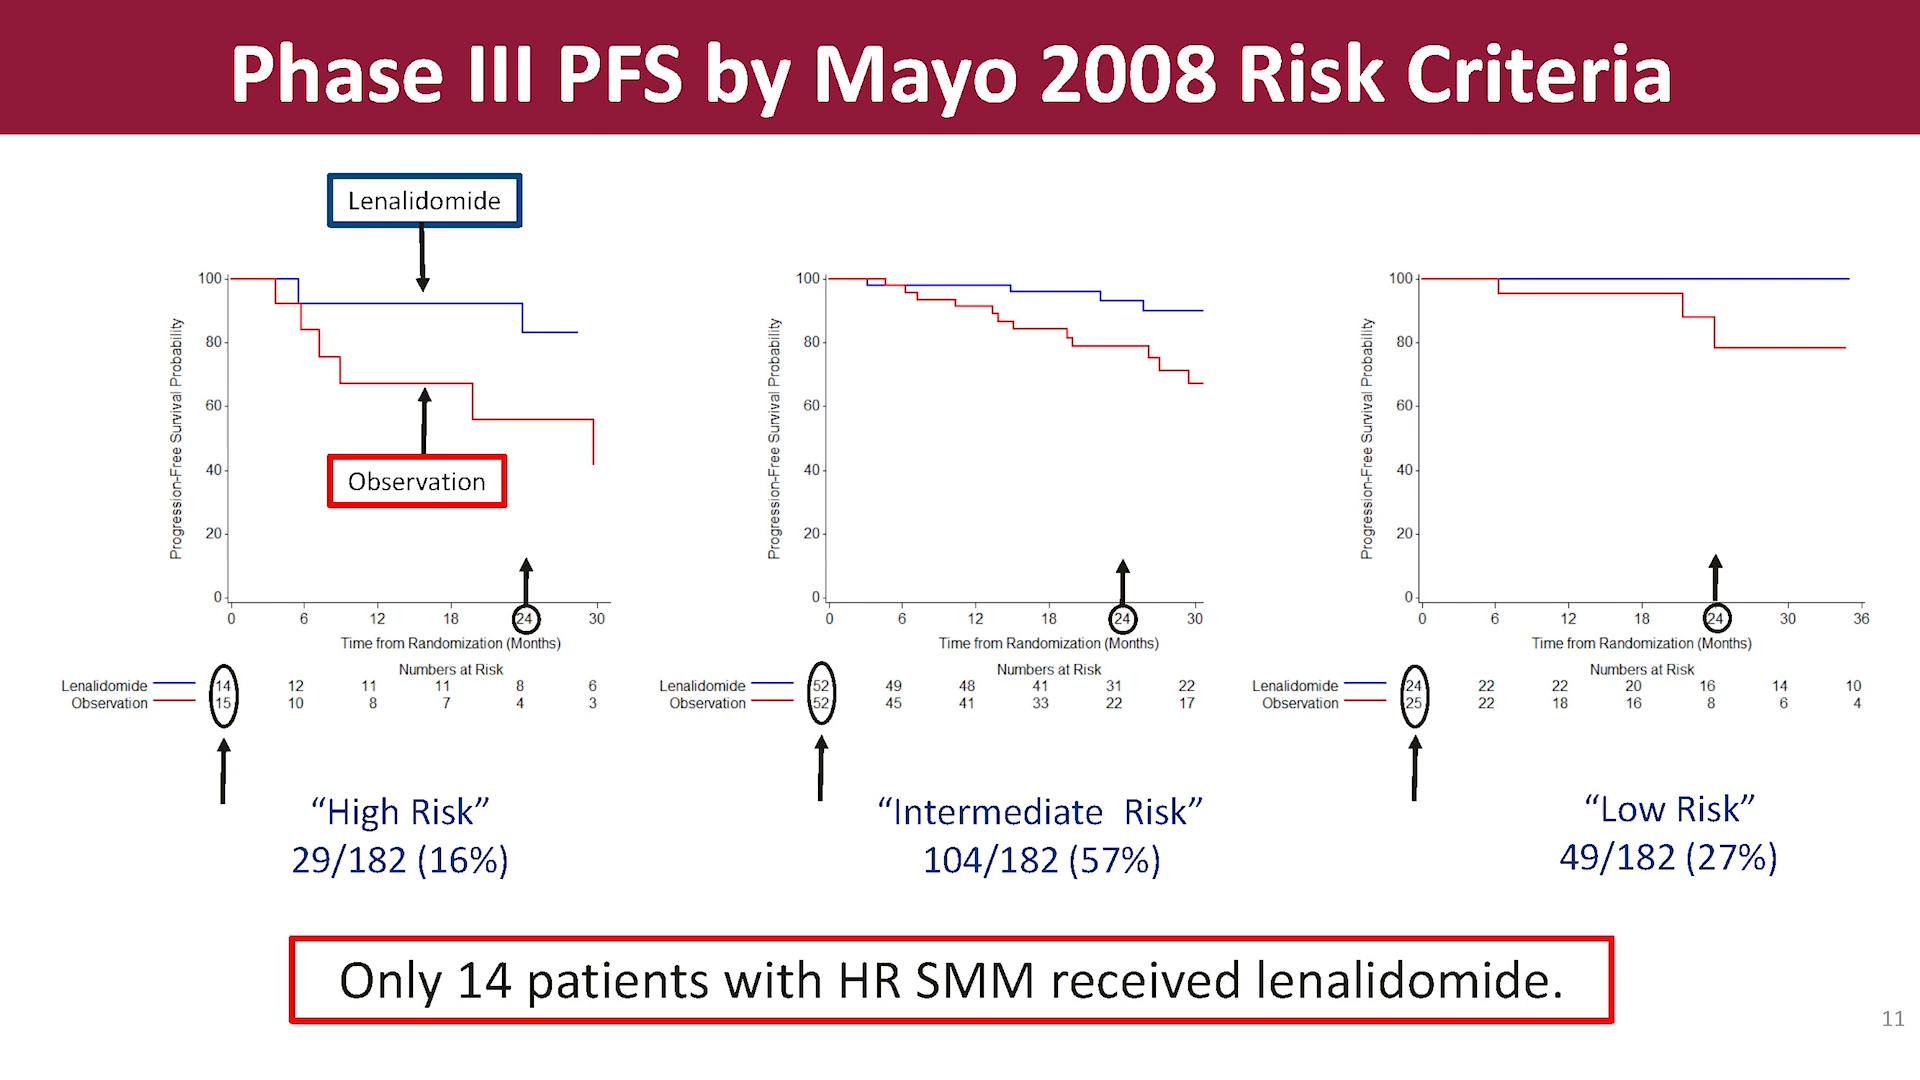 Phase III PFS by Mayo 2008 Risk Criteria
Lenalidomide
Observation
Progression-Free Survival Probability
100
80
60
40
20
0
0 6 12 18 24 30
Time from Randomization (Months)
Numbers at Risk
Lenalidomide 14 12 11 11 8 6
Observation 15 10 8 7 4 3
"High Risk"
29/182 (16%)
Progression-Free Survival Probability
100
80
60
40
20
0
0 6 12 18 24 30
Time from Randomization (Months)
Numbers at Risk
Lenalidomide 52 49 48 41 31 22
Observation 52 45 41 33 22 17
"Intermediate Risk"
104/182 (57%)
Progression-Free Survival Probability
100
80
60
40
20
0
0 6 12 18 24 30 36
Time from Randomization (Months)
Numbers at Risk
Lenalidomide 24 22 22 20 16 14 10
Observation 25 22 18 16 8 6 4
"Low Risk"
49/182 (27%)
Only 14 patients with HR SMM received lenalidomide.
11